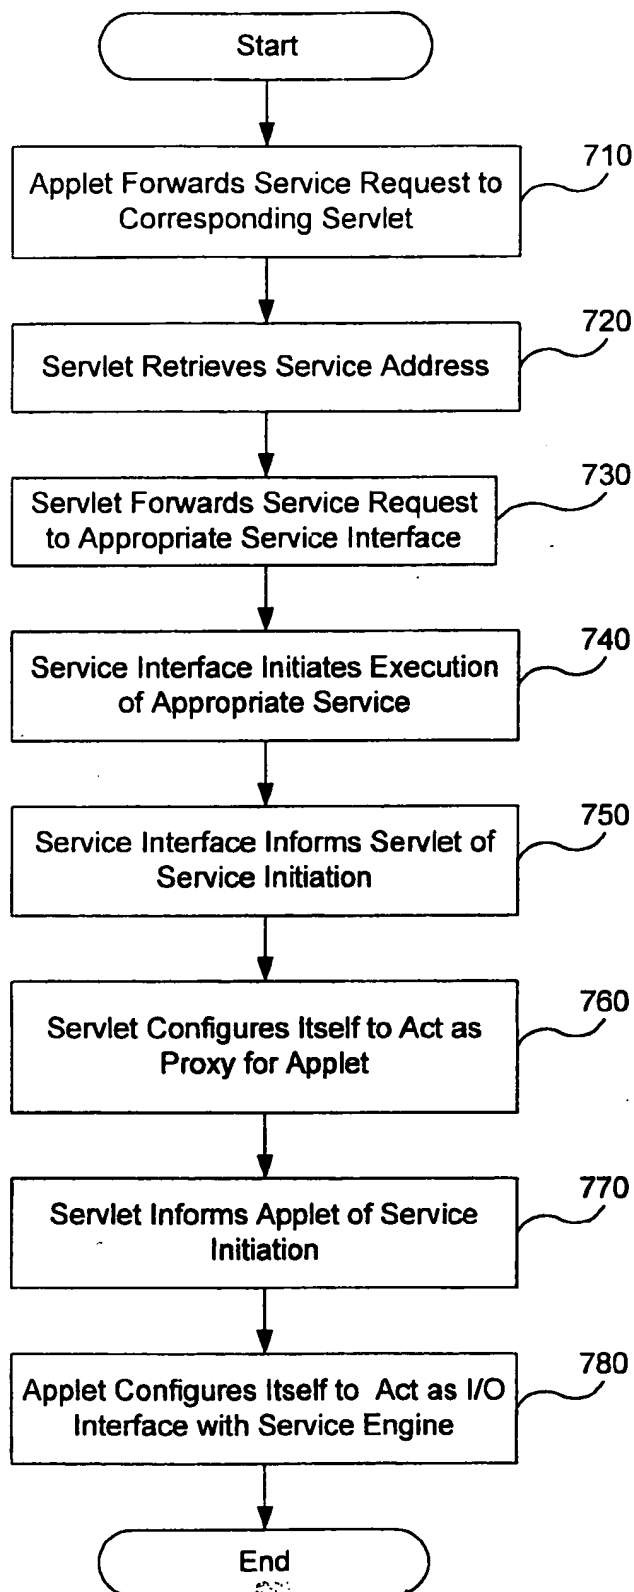 Start
710
Applet Forwards Service Request to
Corresponding Servlet
720
Servlet Retrieves Service Address
730
Servlet Forwards Service Request
to Appropriate Service Interface
740
Service Interface Initiates Execution
of Appropriate Service
750
Service Interface Informs Servlet of
Service Initiation
760
Servlet Configures Itself to Act as
Proxy for Applet
770
Servlet Informs Applet of Service
Initiation
780
Applet Configures Itself to Act as I/O
Interface with Service Engine
End